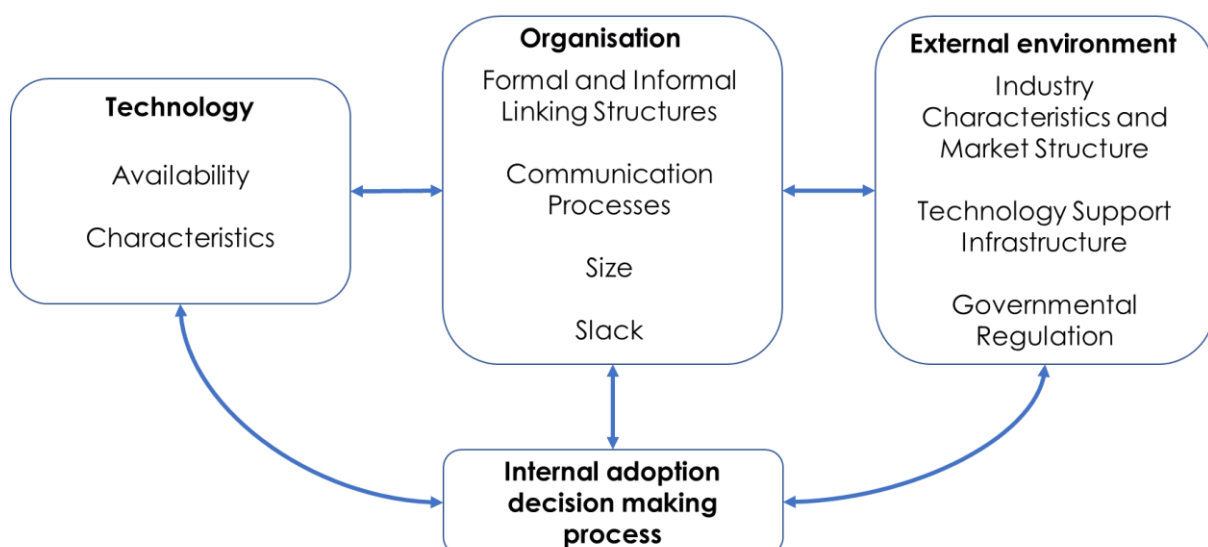 Technology
Availability
Characteristics
Organisation
Formal and Informal
Linking Structures
Communication
Processes
Size
Slack
External environment
Industry
Characteristics and
Market Structure
Technology Support
Infrastructure
Governmental
Regulation
Internal adoption
decision making
process